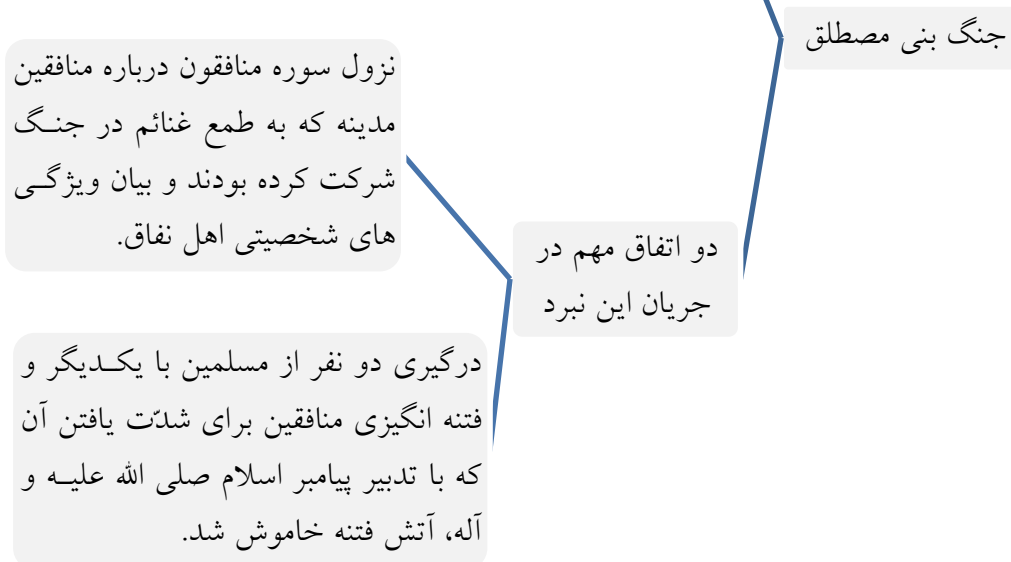 جنگ بنی مصطلق
دو اتفاق مهم در
جریان این نبرد
نزول سوره منافقون درباره منافقین
مدینه که به طمع غنائم در جنگ
شرکت کرده بودند و بیان ویژگی
های شخصیتی اهل نفاق.
درگیری دو نفر از مسلمین با یکدیگر و
فتنه انگیزی منافقین برای شدّت یافتن آن
که با تدبیر پیامبر اسلام صلی الله علیه و
آله، آتش فتنه خاموش شد.